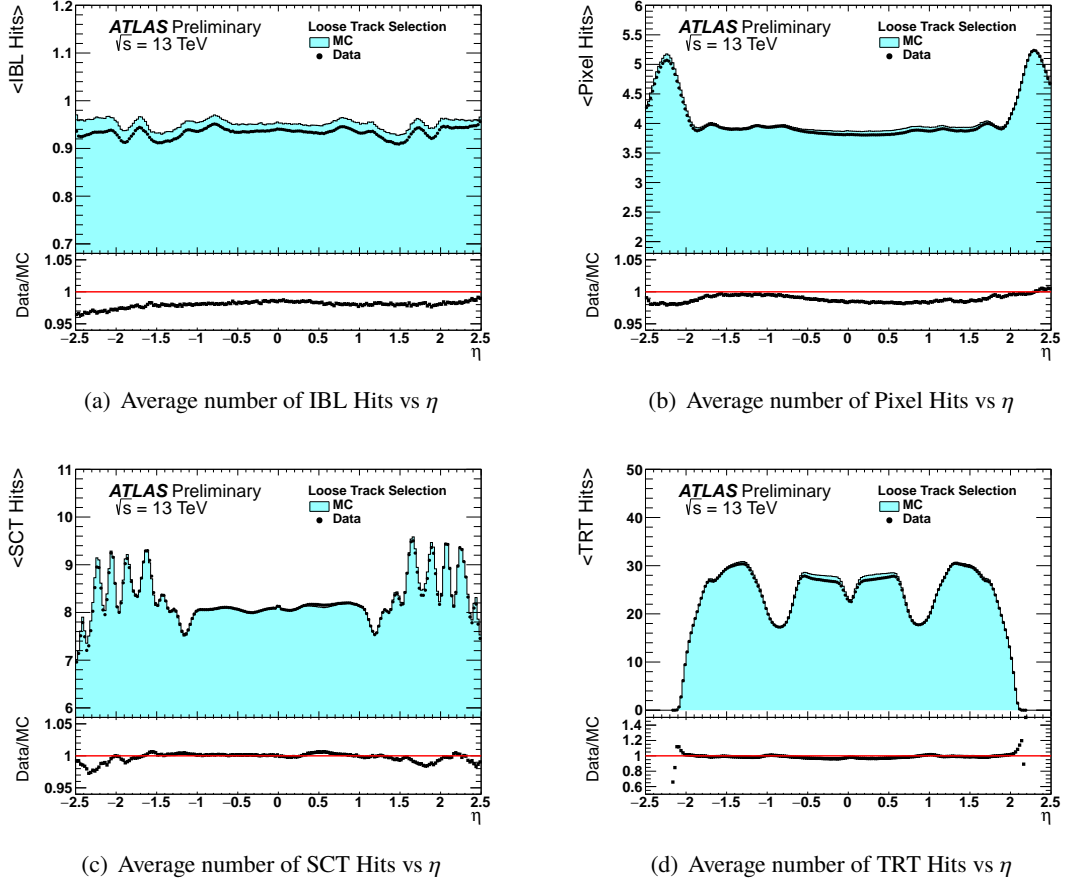 <IBL Hits>
1.2
1.1
1
0.9
0.8
0.7
ATLAS Preliminary
√s = 13 TeV
Loose Track Selection
MC
Data
Data/MC
1.05
1
0.95
−2.5 −2 −1.5 −1 −0.5 0 0.5 1 1.5 2 2.5
η
(a) Average number of IBL Hits vs η
<Pixel Hits>
6
5.5
5
4.5
4
3.5
3
2.5
2
ATLAS Preliminary
√s = 13 TeV
Loose Track Selection
MC
Data
Data/MC
1.05
1
0.95
−2.5 −2 −1.5 −1 −0.5 0 0.5 1 1.5 2 2.5
η
(b) Average number of Pixel Hits vs η
<SCT Hits>
11
10
9
8
7
6
ATLAS Preliminary
√s = 13 TeV
Loose Track Selection
MC
Data
Data/MC
1.05
1
0.95
−2.5 −2 −1.5 −1 −0.5 0 0.5 1 1.5 2 2.5
η
(c) Average number of SCT Hits vs η
<TRT Hits>
50
40
30
20
10
0
ATLAS Preliminary
√s = 13 TeV
Loose Track Selection
MC
Data
Data/MC
1.4
1.2
1.0
0.8
0.6
−2.5 −2 −1.5 −1 −0.5 0 0.5 1 1.5 2 2.5
η
(d) Average number of TRT Hits vs η